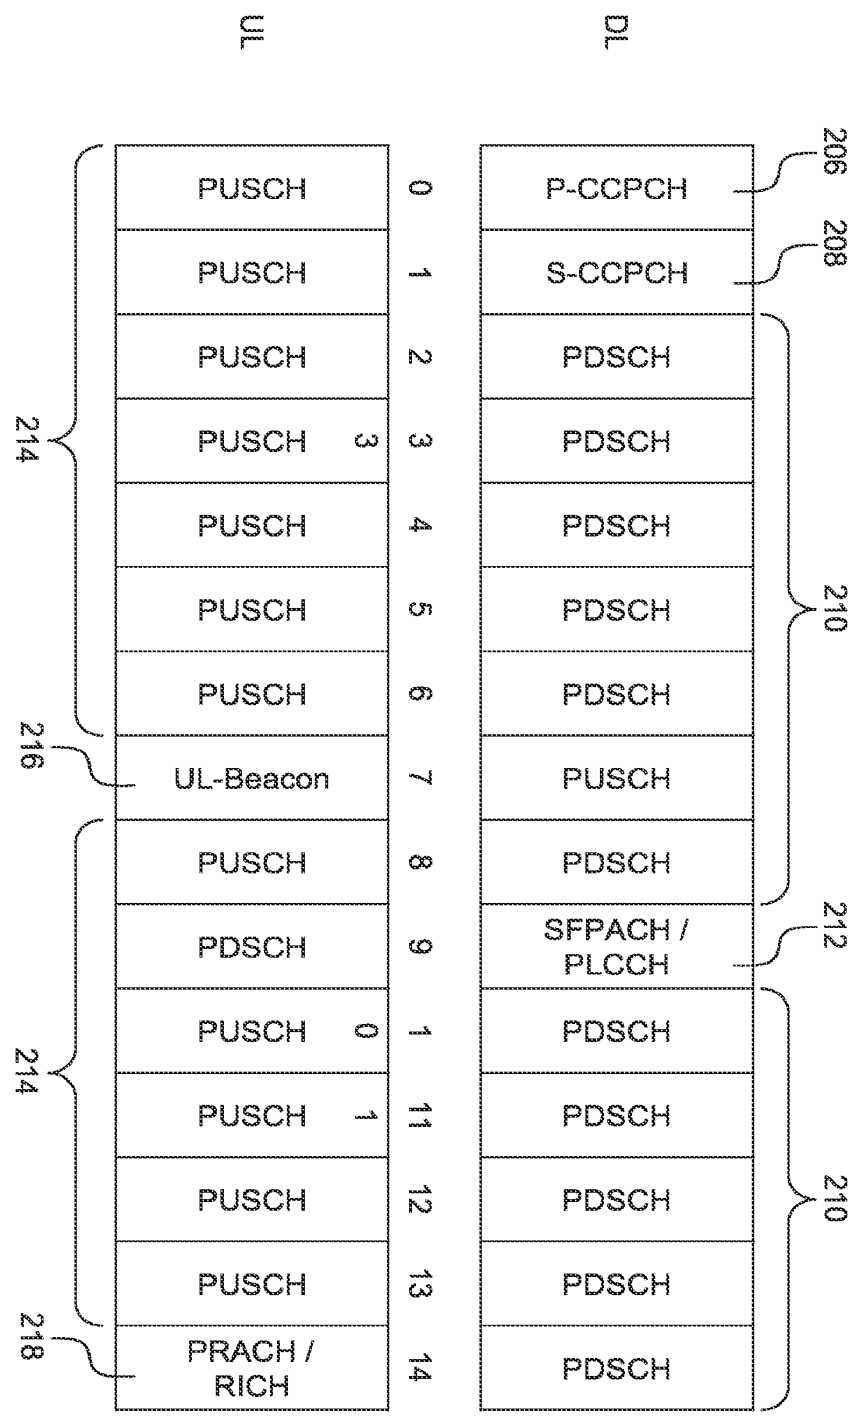 UL
DL
206
PUSCH
0
P-CCPCH
208
PUSCH
1
S-CCPCH
PUSCH
2
PDSCH
214
PUSCH
3
3
PDSCH
PUSCH
4
PDSCH
PUSCH
5
PDSCH
210
PUSCH
6
PDSCH
216
UL-Beacon
7
PUSCH
PUSCH
8
PDSCH
PDSCH
9
SFPACH /
PLCCH
212
PUSCH
0
1
PDSCH
214
PUSCH
1
11
PDSCH
PUSCH
12
PDSCH
210
PUSCH
13
PDSCH
218
PRACH /
RICH
14
PDSCH